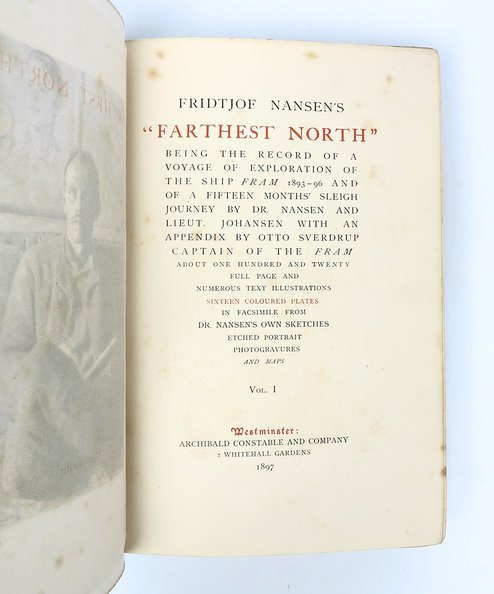 FRIDTJOF NANSEN'S
"FARTHEST NORTH"
BEING THE RECORD OF A
VOYAGE OF EXPLORATION OF
THE SHIP FRAM 1893–96 AND
OF A FIFTEEN MONTHS' SLEIGH
JOURNEY BY DR. NANSEN AND
LIEUT. JOHANSEN WITH AN
APPENDIX BY OTTO SVERDRUP
CAPTAIN OF THE FRAM
ABOUT ONE HUNDRED AND TWENTY
FULL PAGE AND
NUMEROUS TEXT ILLUSTRATIONS
SIXTEEN COLOURED PLATES
IN FACSIMILE FROM
DR. NANSEN'S OWN SKETCHES
ETCHED PORTRAIT
PHOTOGRAVURES
AND MAPS
VOL. I
Westminster:
ARCHIBALD CONSTABLE AND COMPANY
2 WHITEHALL GARDENS
1897